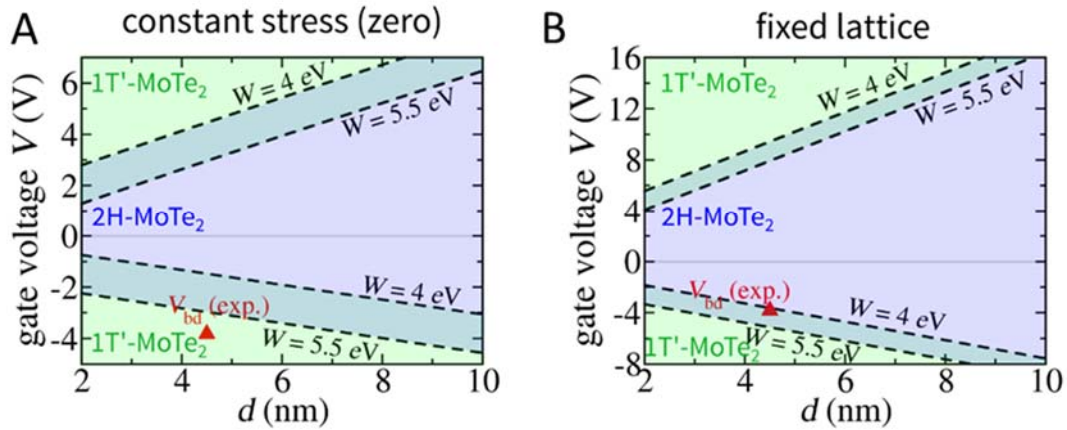 A
constant stress (zero)
gate voltage V (V)
6
4
2
0
-2
-4
1T'-MoTe2
W = 4 eV
W = 5.5 eV
2H-MoTe2
W = 4 eV
Vbd (exp.)
W = 5.5 eV
1T'-MoTe2
2 4 6 8 10
d (nm)
B
fixed lattice
gate voltage V (V)
16
12
8
4
0
-4
-8
1T'-MoTe2
W = 4 eV
W = 5.5 eV
2H-MoTe2
Vbd (exp.)
W = 4 eV
W = 5.5 eV
1T'-MoTe2
2 4 6 8 10
d (nm)